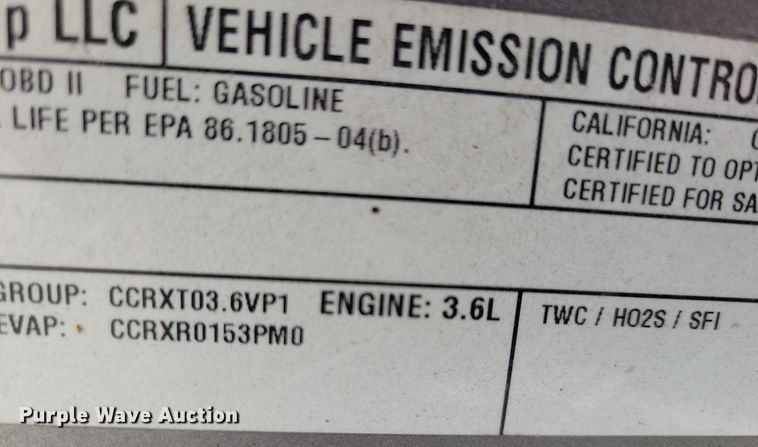 p LLC | VEHICLE EMISSION CONTRO
OBD II FUEL: GASOLINE
LIFE PER EPA 86.1805-04(b).
CALIFORNIA:
CERTIFIED TO OPT
CERTIFIED FOR SA
GROUP: CCRXT03.6VP1 ENGINE: 3.6L
EVAP: CCRXR0153PM0
TWC / HO2S / SFI
Purple Wave Auction